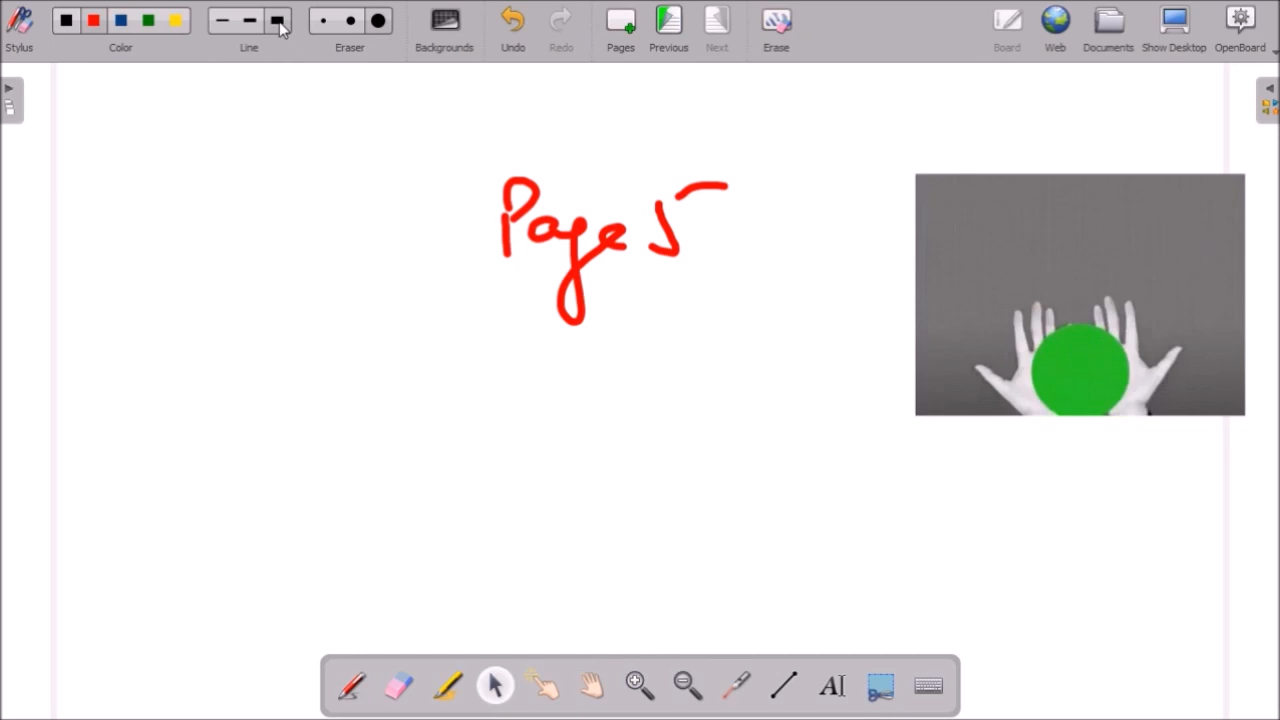 Stylus Color Line Eraser Backgrounds Undo Redo Pages Previous Next Erase Board Web Documents Show Desktop OpenBoard
Page 5
AI